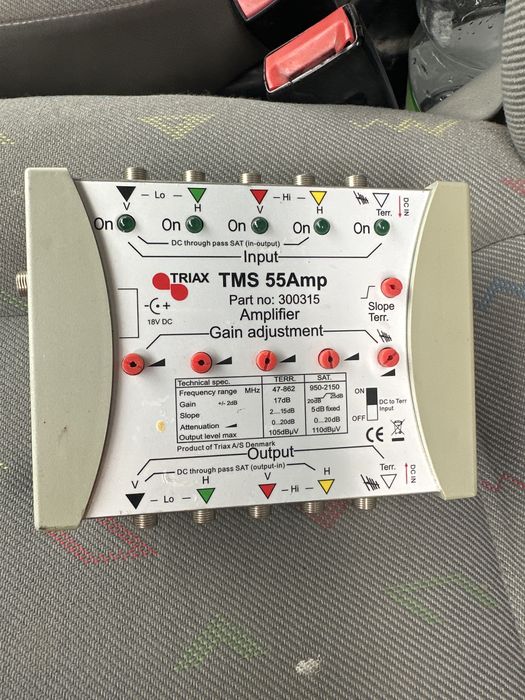 Lo
Hi
V
H
V
H
Terr.
DC IN
On
On
On
On
On
DC through pass SAT (in-output)
Input
TRIAX
TMS 55Amp
Part no: 300315
Amplifier
Gain adjustment
18V DC
Slope
Terr.
Technical spec. TERR. SAT.
Frequency range MHz 47-862 950-2150
Gain +/- 2dB 17dB 20dB 25dB
Slope 2...15dB 5dB fixed
Attenuation 0...20dB 0...20dB
Output level max 105dBμV 110dBμV
Product of Triax A/S Denmark
ON
DC to Terr
Input
OFF
CE
Output
DC through pass SAT (output-in)
V
H
V
H
Lo
Hi
Terr.
DC IN